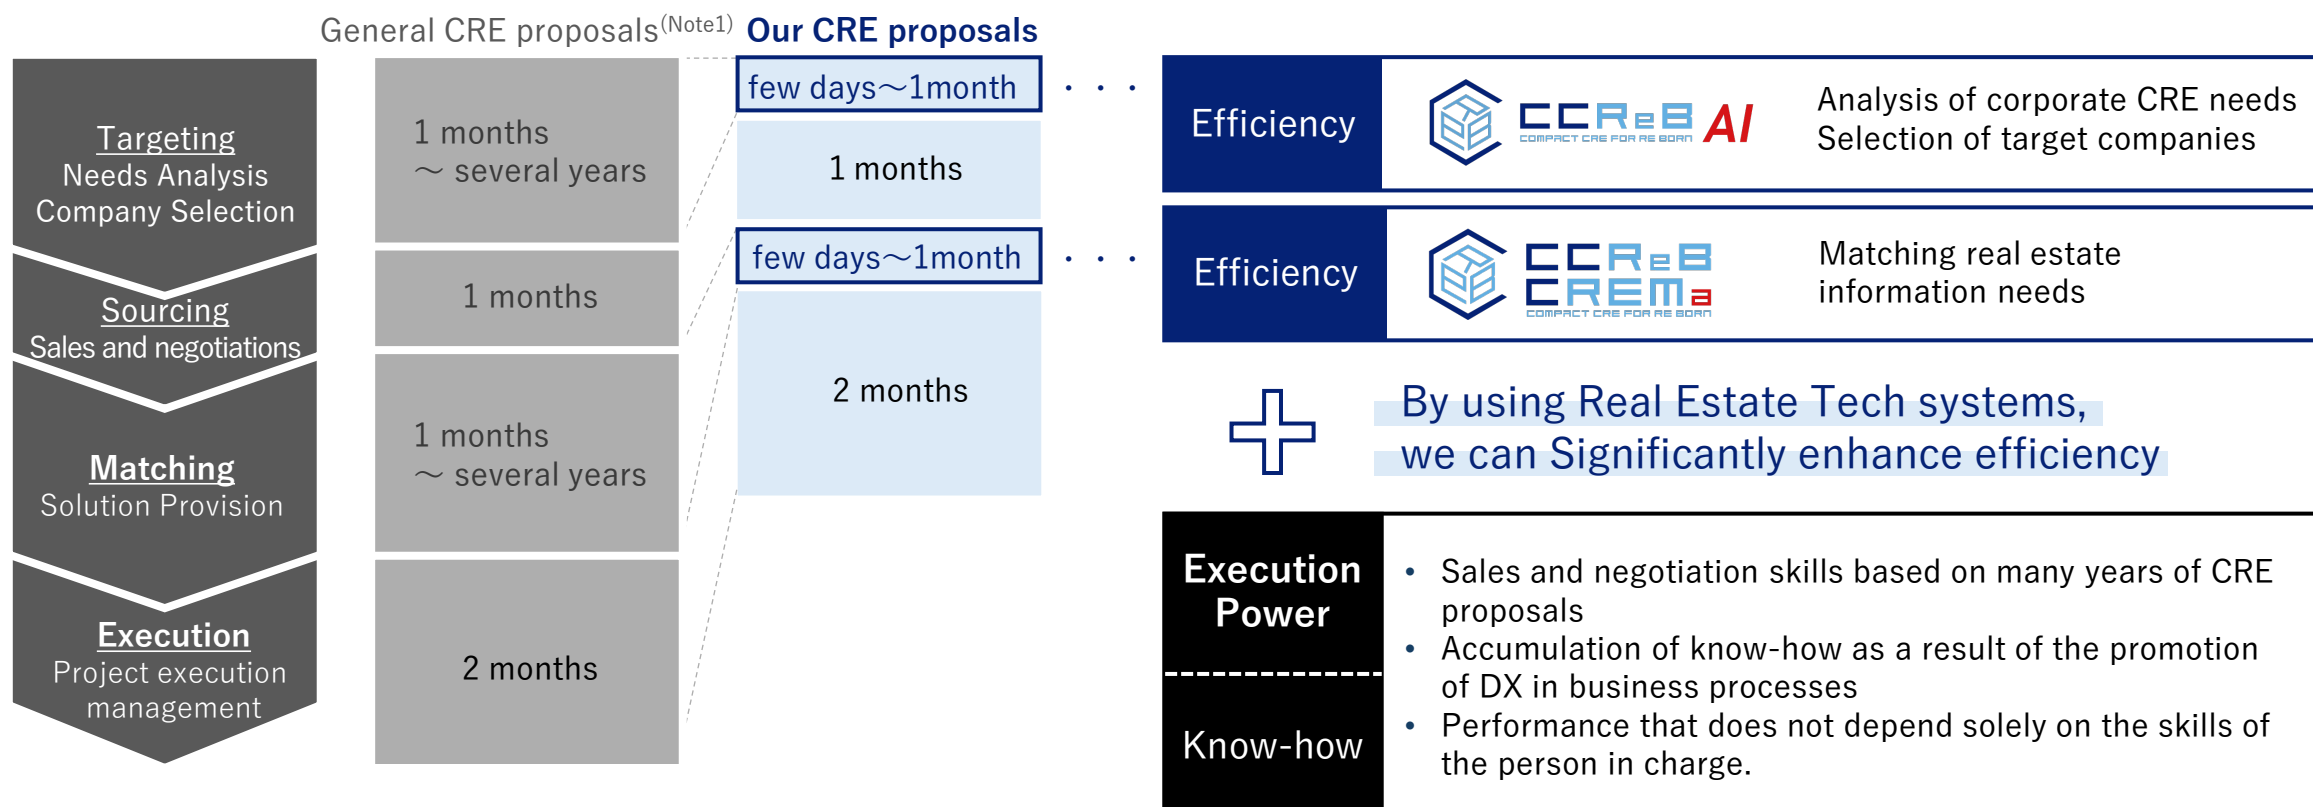 General CRE proposals(Note1)
Our CRE proposals
Targeting
Needs Analysis
Company Selection
Sourcing
Sales and negotiations
Matching
Solution Provision
Execution
Project execution
management
1 months
～ several years
1 months
1 months
～ several years
2 months
few days～1month
1 months
few days～1month
2 months
・・・
・・・
Efficiency
CCReB AI
COMPACT CRE FOR RE BORN
Analysis of corporate CRE needs
Selection of target companies
Efficiency
CCReB
CREMa
COMPACT CRE FOR RE BORN
Matching real estate
information needs
By using Real Estate Tech systems,
we can Significantly enhance efficiency
Execution
Power
Know-how
• Sales and negotiation skills based on many years of CRE
proposals
• Accumulation of know-how as a result of the promotion
of DX in business processes
• Performance that does not depend solely on the skills of
the person in charge.